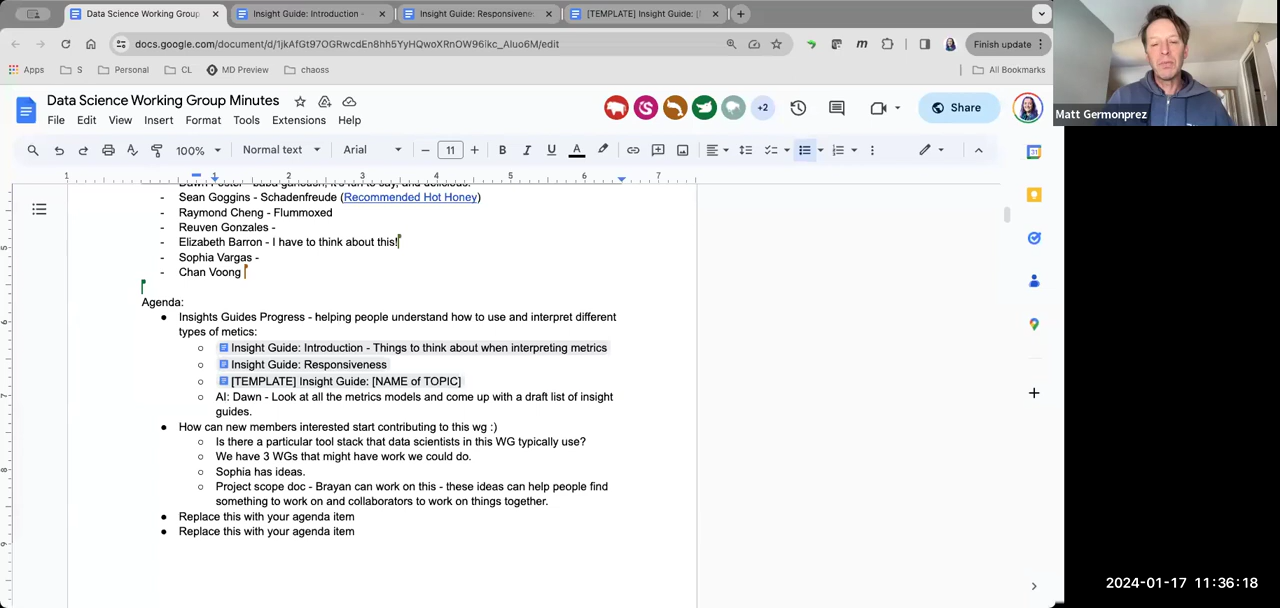 Data Science Working Group
Insight Guide: Introduction -
Insight Guide: Responsivene
[TEMPLATE] Insight Guide: [
docs.google.com/document/d/1jkAfGt97OGRwcdEn8hh5YyHQwoXRnOW96ikc_Aluo6M/edit
Finish update
Apps
S
Personal
CL
MD Preview
chaoss
All Bookmarks
Data Science Working Group Minutes
+2
Share
Matt Germonprez
File Edit View Insert Format Tools Extensions Help
100% Normal text Arial 11 B I U A
1 1 2 3 4 5 6 7
- Sean Goggins - Schadenfreude (Recommended Hot Honey)
- Raymond Cheng - Flummoxed
- Reuven Gonzales -
- Elizabeth Barron - I have to think about this!
- Sophia Vargas -
- Chan Voong
Agenda:
● Insights Guides Progress - helping people understand how to use and interpret different
types of metics:
○ Insight Guide: Introduction - Things to think about when interpreting metrics
○ Insight Guide: Responsiveness
○ [TEMPLATE] Insight Guide: [NAME of TOPIC]
○ AI: Dawn - Look at all the metrics models and come up with a draft list of insight
guides.
● How can new members interested start contributing to this wg :)
○ Is there a particular tool stack that data scientists in this WG typically use?
○ We have 3 WGs that might have work we could do.
○ Sophia has ideas.
○ Project scope doc - Brayan can work on this - these ideas can help people find
something to work on and collaborators to work on things together.
● Replace this with your agenda item
● Replace this with your agenda item
2024-01-17 11:36:18